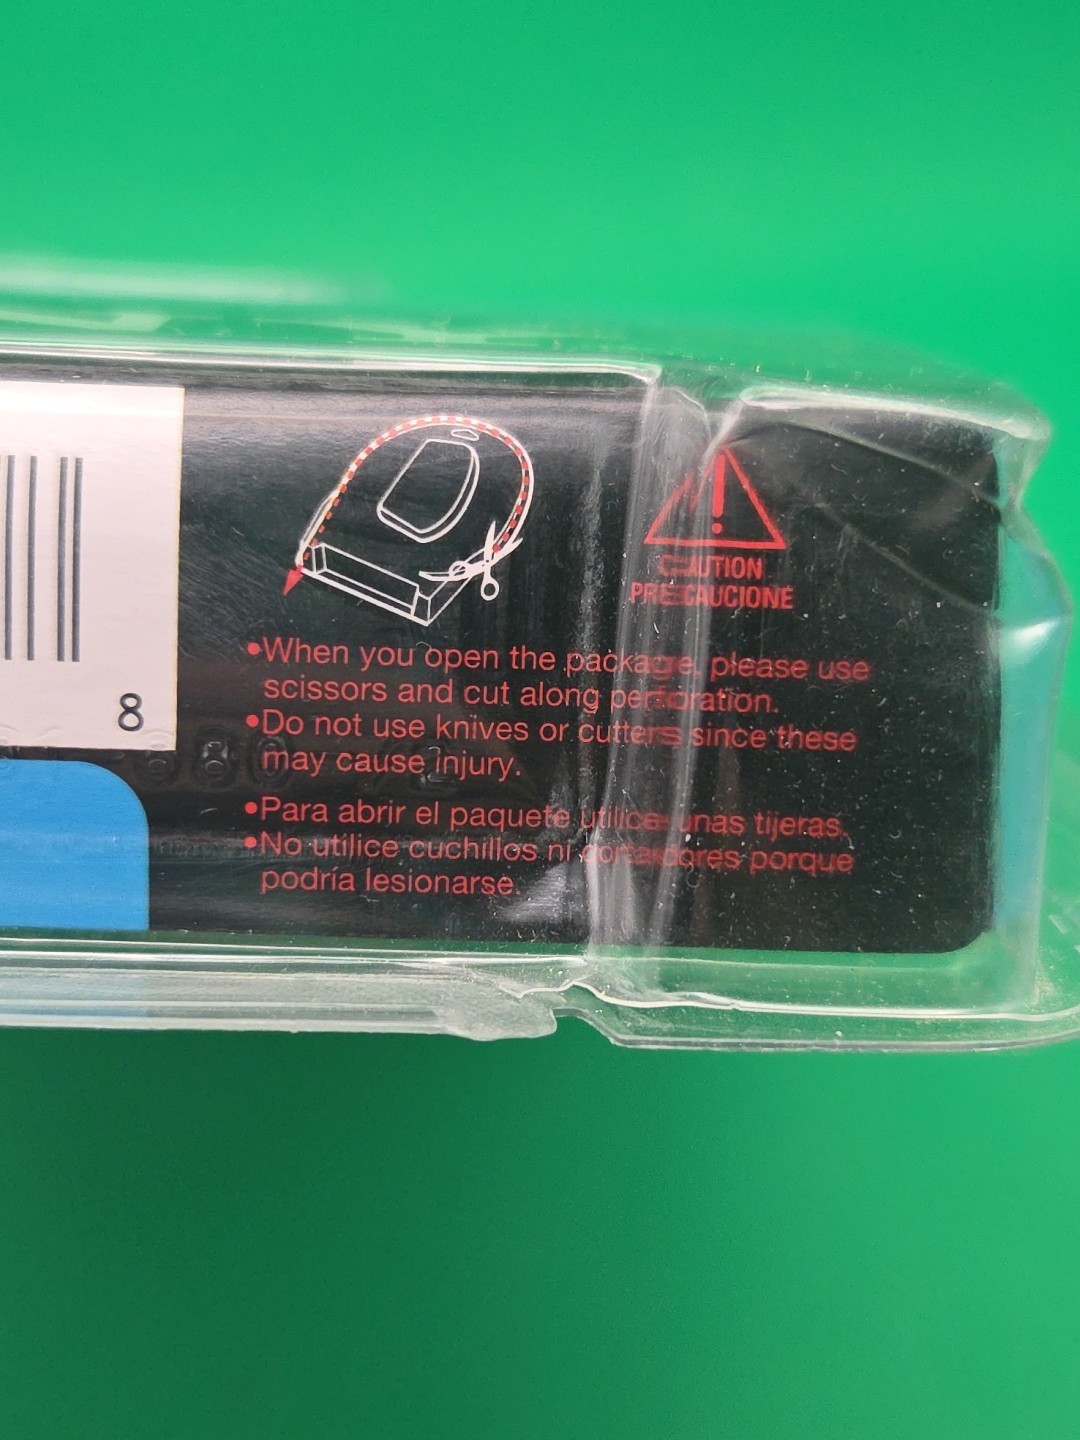 8
CAUTION
PRECAUCIONE
•When you open the package, please use
scissors and cut along perforation.
•Do not use knives or cutters since these
may cause injury.
•Para abrir el paquete utilice unas tijeras.
•No utilice cuchillos ni cortadores porque
podría lesionarse.